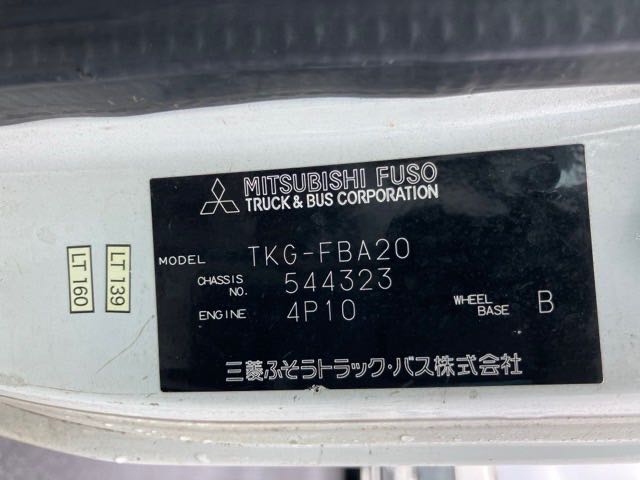 MITSUBISHI FUSO
TRUCK & BUS CORPORATION
MODEL TKG-FBA20
CHASSIS NO. 544323
ENGINE 4P10 WHEEL BASE B
三菱ふそうトラック・バス株式会社
LT 160
LT 139